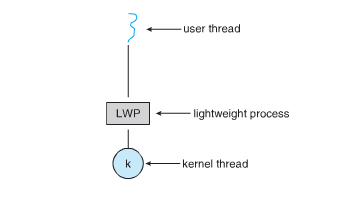 user thread
LWP
lightweight process
k
kernel thread